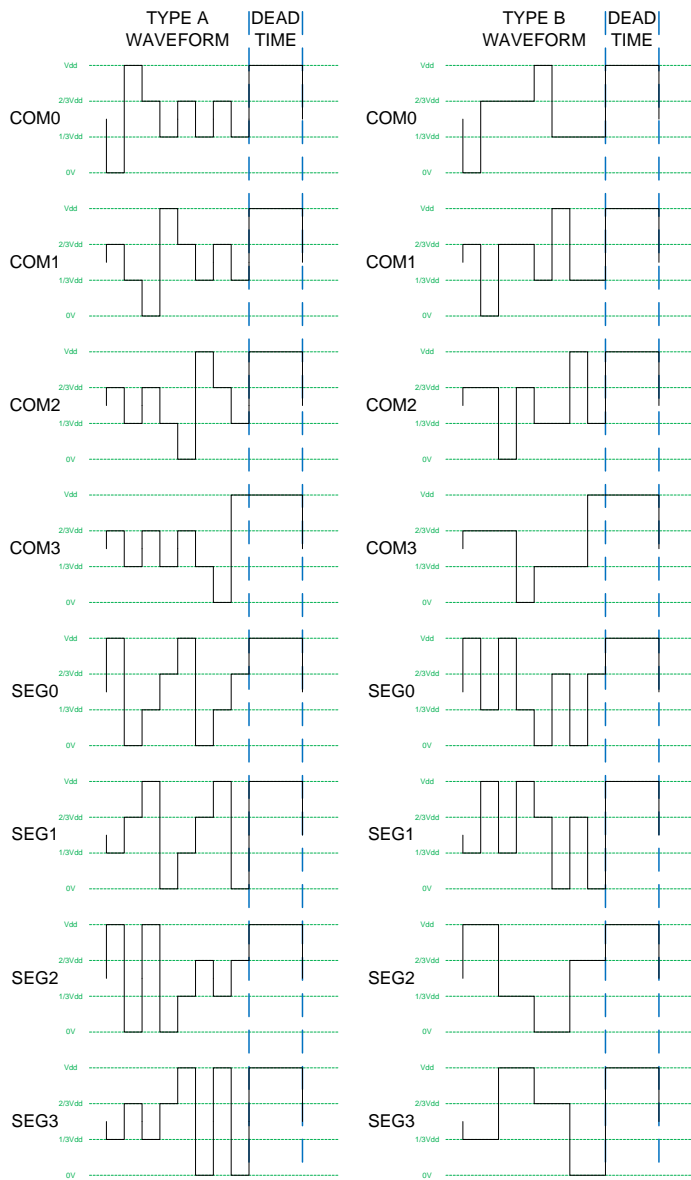 TYPE A WAVEFORM DEAD TIME TYPE B WAVEFORM DEAD TIME
COM0 Vdd 2/3Vdd 1/3Vdd 0V COM0 Vdd 2/3Vdd 1/3Vdd 0V
COM1 Vdd 2/3Vdd 1/3Vdd 0V COM1 Vdd 2/3Vdd 1/3Vdd 0V
COM2 Vdd 2/3Vdd 1/3Vdd 0V COM2 Vdd 2/3Vdd 1/3Vdd 0V
COM3 Vdd 2/3Vdd 1/3Vdd 0V COM3 Vdd 2/3Vdd 1/3Vdd 0V
SEG0 Vdd 2/3Vdd 1/3Vdd 0V SEG0 Vdd 2/3Vdd 1/3Vdd 0V
SEG1 Vdd 2/3Vdd 1/3Vdd 0V SEG1 Vdd 2/3Vdd 1/3Vdd 0V
SEG2 Vdd 2/3Vdd 1/3Vdd 0V SEG2 Vdd 2/3Vdd 1/3Vdd 0V
SEG3 Vdd 2/3Vdd 1/3Vdd 0V SEG3 Vdd 2/3Vdd 1/3Vdd 0V